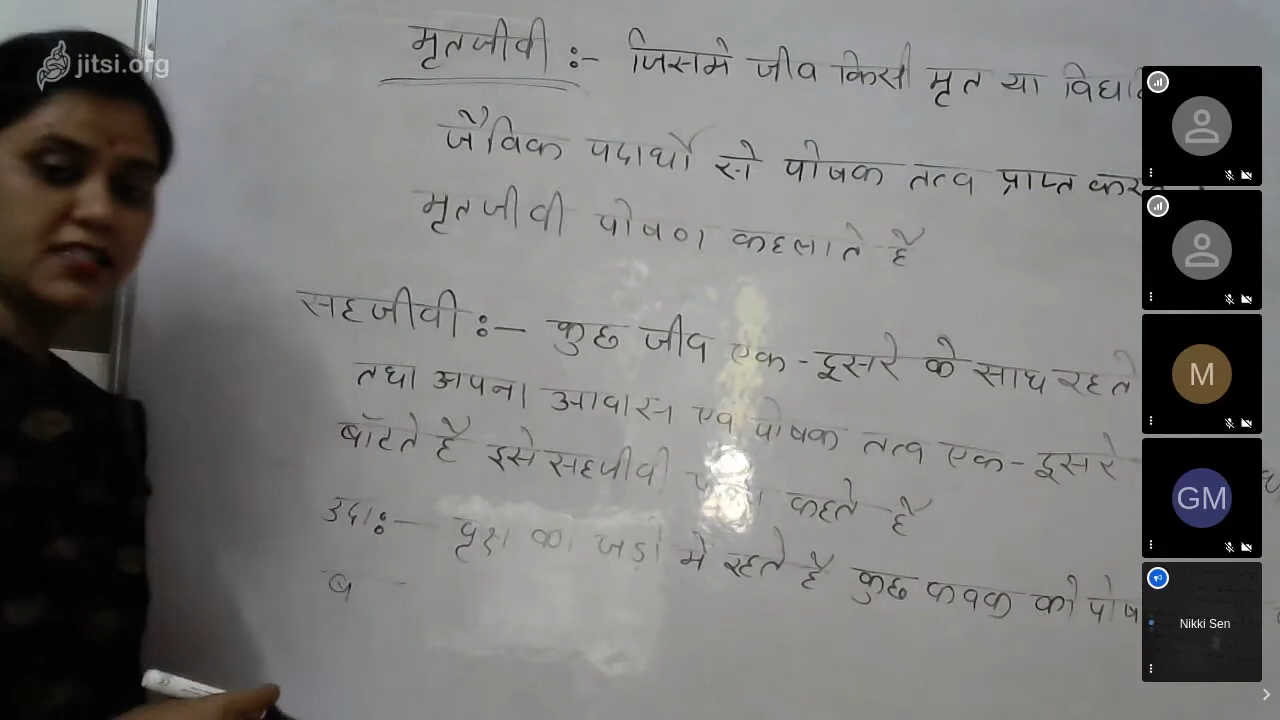 jitsi.org
मृतजीवी :- जिसमे जीव किसी मृत या
जैविक पदार्थो से पोषक तत्व प्राप्त
मृतजीवी पोषण कहलाते है
सहजीवी :- कुछ जीव एक-दूसरे के साथ रहते
तथा अपना आवास एवं पोषक तत्व एक-दूसरे
बाँटते है इसे सहजीवी कहते है
उदा :- वृक्ष का जड़ो मे रहते है कुछ कवक को
ब
M
GM
Nikki Sen